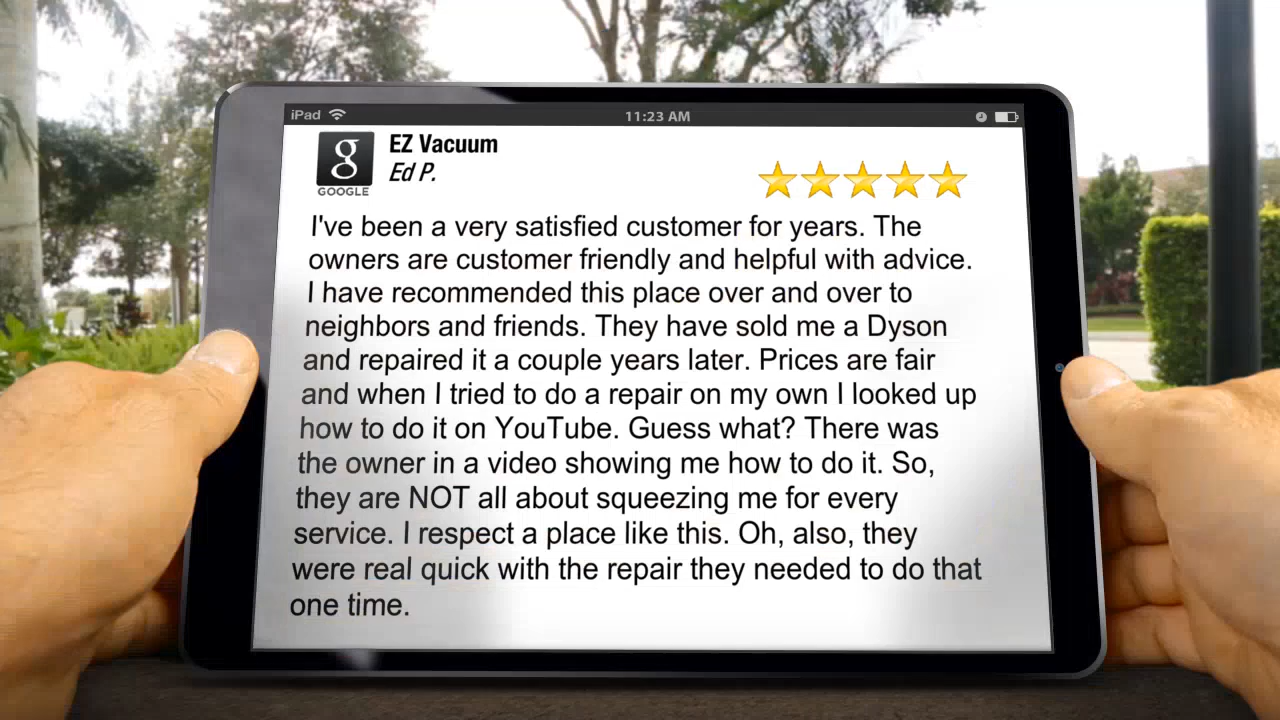 iPad
11:23 AM
g
GOOGLE
EZ Vacuum
Ed P.
I've been a very satisfied customer for years. The
owners are customer friendly and helpful with advice.
I have recommended this place over and over to
neighbors and friends. They have sold me a Dyson
and repaired it a couple years later. Prices are fair
and when I tried to do a repair on my own I looked up
how to do it on YouTube. Guess what? There was
the owner in a video showing me how to do it. So,
they are NOT all about squeezing me for every
service. I respect a place like this. Oh, also, they
were real quick with the repair they needed to do that
one time.